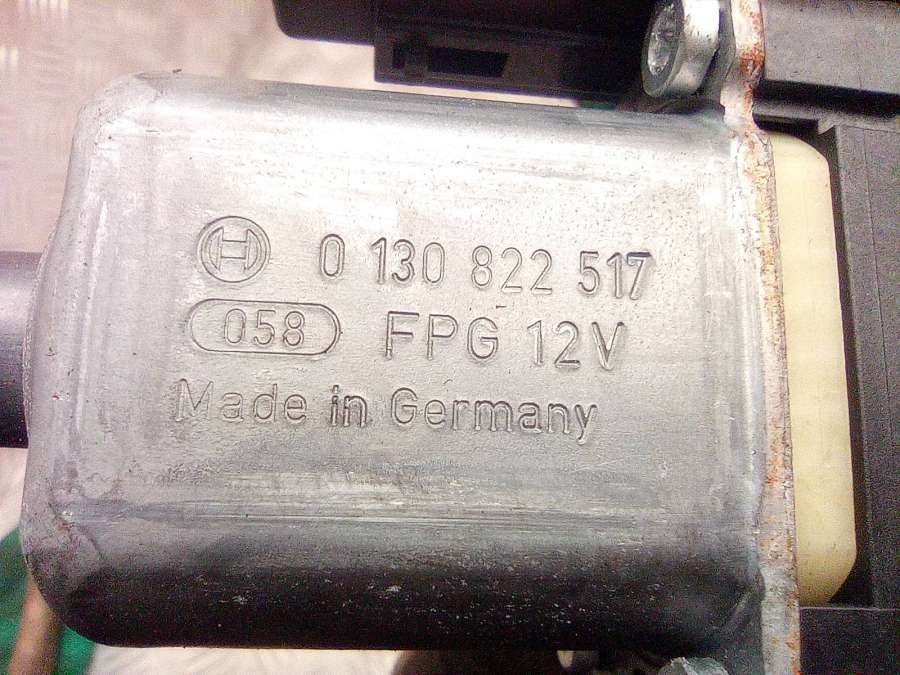 0 130 822 517
058 FPG 12V
Made in Germany